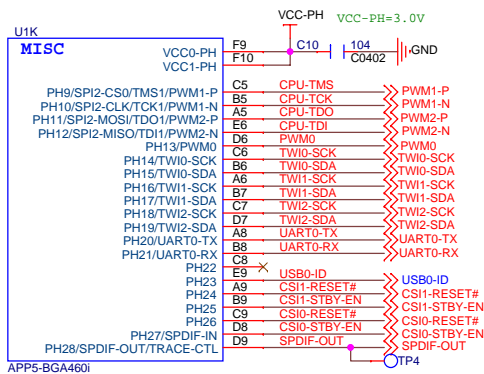 VCC-PH VCC-PH=3.0V
U1K
MISC
VCC0-PH F9 C10 104 GND
VCC1-PH F10 C0402
PH9/SPI2-CS0/TMS1/PWM1-P C5 CPU-TMS PWM1-P
PH10/SPI2-CLK/TCK1/PWM1-N B5 CPU-TCK PWM1-N
PH11/SPI2-MOSI/TDO1/PWM2-P A5 CPU-TDO PWM2-P
PH12/SPI2-MISO/TDI1/PWM2-N E6 CPU-TDI PWM2-N
PH13/PWM0 D6 PWM0 PWM0
PH14/TWI0-SCK C6 TWI0-SCK TWI0-SCK
PH15/TWI0-SDA B6 TWI0-SDA TWI0-SDA
PH16/TWI1-SCK A6 TWI1-SCK TWI1-SCK
PH17/TWI1-SDA B7 TWI1-SDA TWI1-SDA
PH18/TWI2-SCK C7 TWI2-SCK TWI2-SCK
PH19/TWI2-SDA D7 TWI2-SDA TWI2-SDA
PH20/UART0-TX A8 UART0-TX UART0-TX
PH21/UART0-RX B8 UART0-RX UART0-RX
PH22 C8
PH23 E9 USB0-ID USB0-ID
PH24 A9 CSI1-RESET# CSI1-RESET#
PH25 B9 CSI1-STBY-EN CSI1-STBY-EN
PH26 C9 CSI0-RESET# CSI0-RESET#
PH27/SPDIF-IN D8 CSI0-STBY-EN CSI0-STBY-EN
PH28/SPDIF-OUT/TRACE-CTL D9 SPDIF-OUT SPDIF-OUT
TP4
APP5-BGA460i